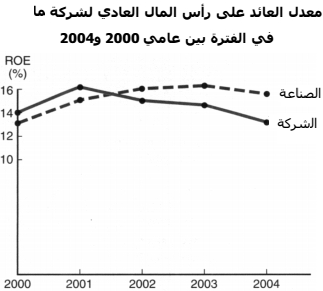 معدل العائد على رأس المال العادي لشركة ما
في الفترة بين عامي 2000 و2004
ROE
(%)
16
14
12
10
الصناعة
الشركة
2000 2001 2002 2003 2004